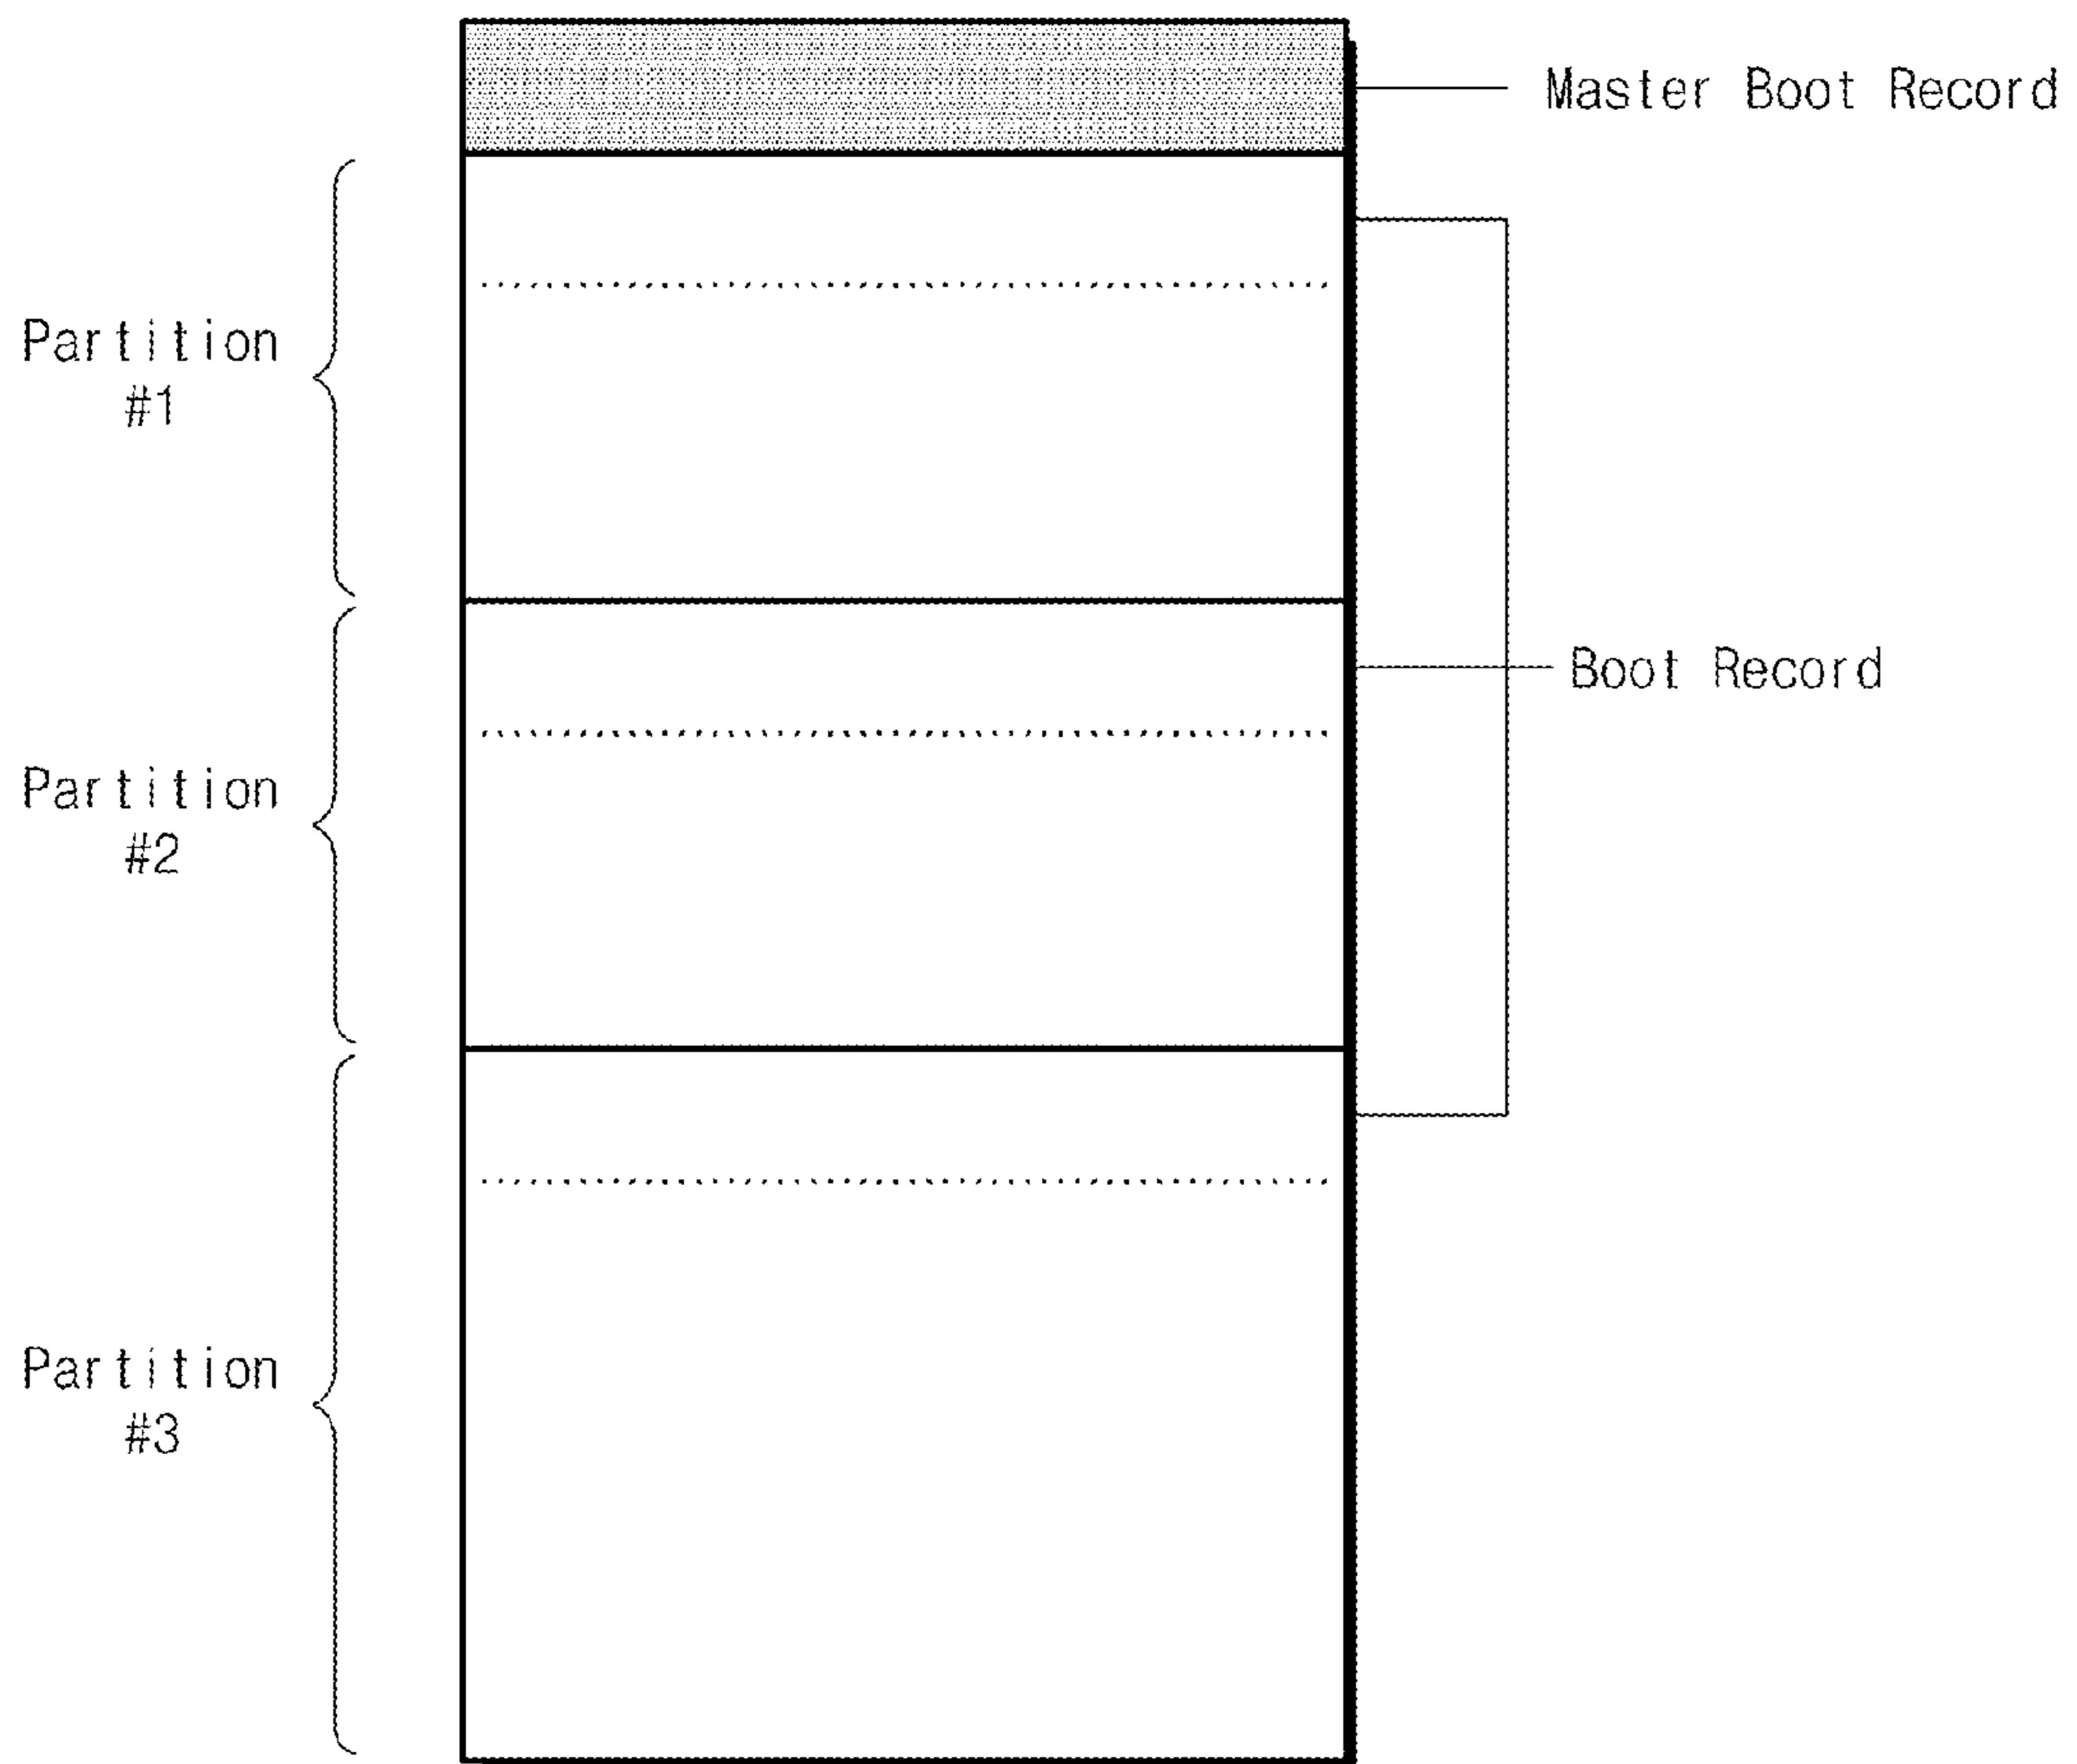 Master Boot Record
Partition
#1
Boot Record
Partition
#2
Partition
#3